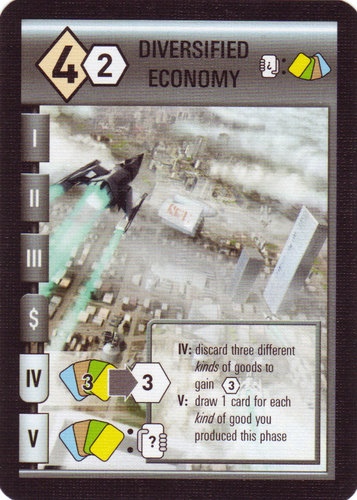 4 2 DIVERSIFIED
ECONOMY
?
I
II
III
$
IV
V
3 3
?
IV: discard three different
kinds of goods to
gain 3
V: draw 1 card for each
kind of good you
produced this phase